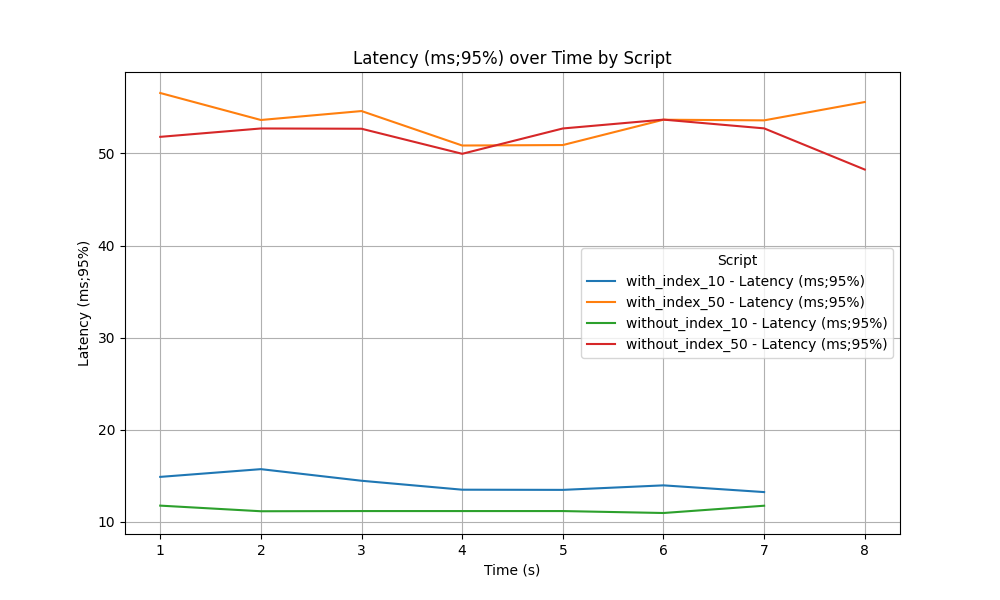 Latency (ms;95%) over Time by Script
Latency (ms;95%)
50
40
30
20
10
Script
with_index_10 - Latency (ms;95%)
with_index_50 - Latency (ms;95%)
without_index_10 - Latency (ms;95%)
without_index_50 - Latency (ms;95%)
1 2 3 4 5 6 7 8
Time (s)